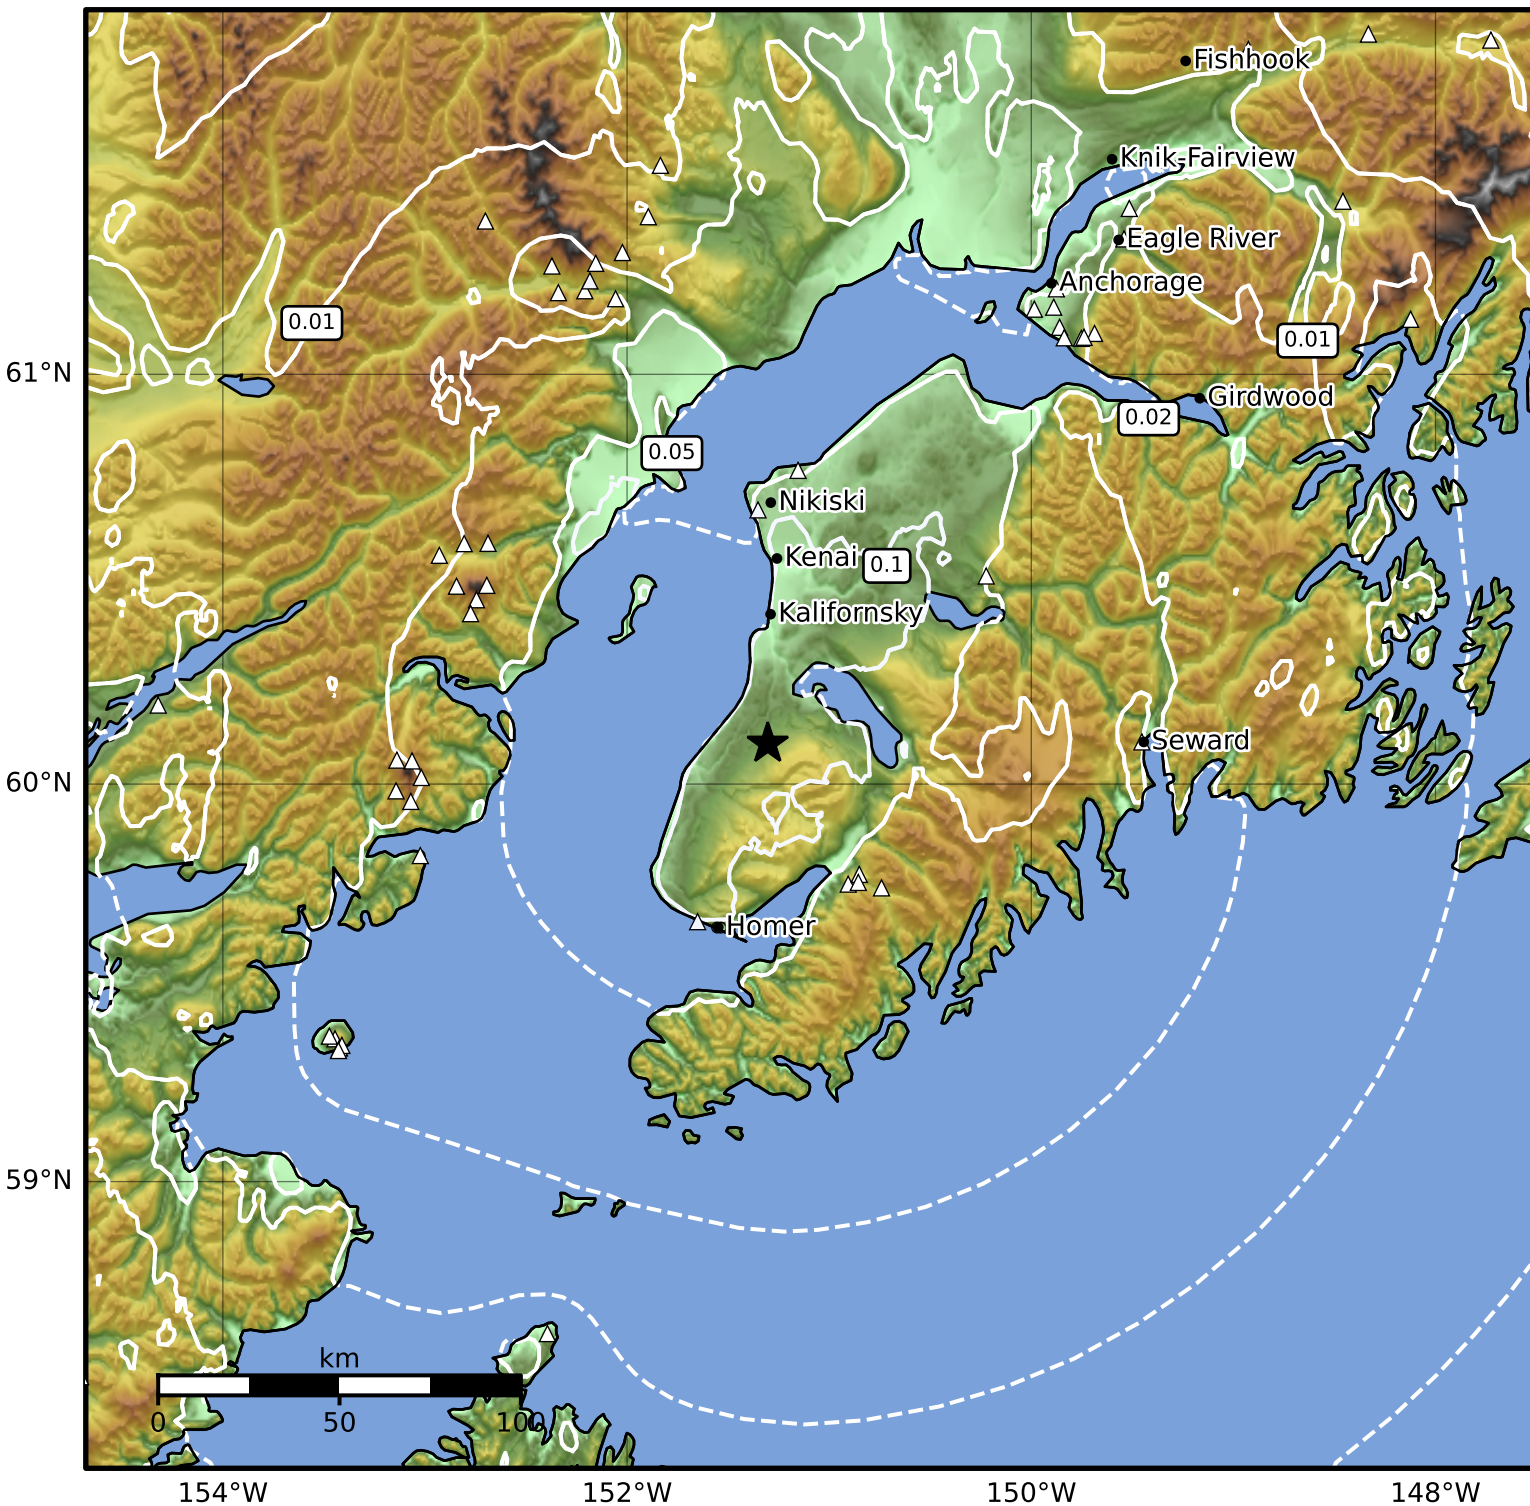 Fishhook
Knik-Fairview
Eagle River
Anchorage
0.01
0.01
61°N
Girdwood
0.02
0.05
Nikiski
Kenai
0.1
Kalifornsky
Seward
60°N
Homer
59°N
km
0 50 100
154°W 152°W 150°W 148°W